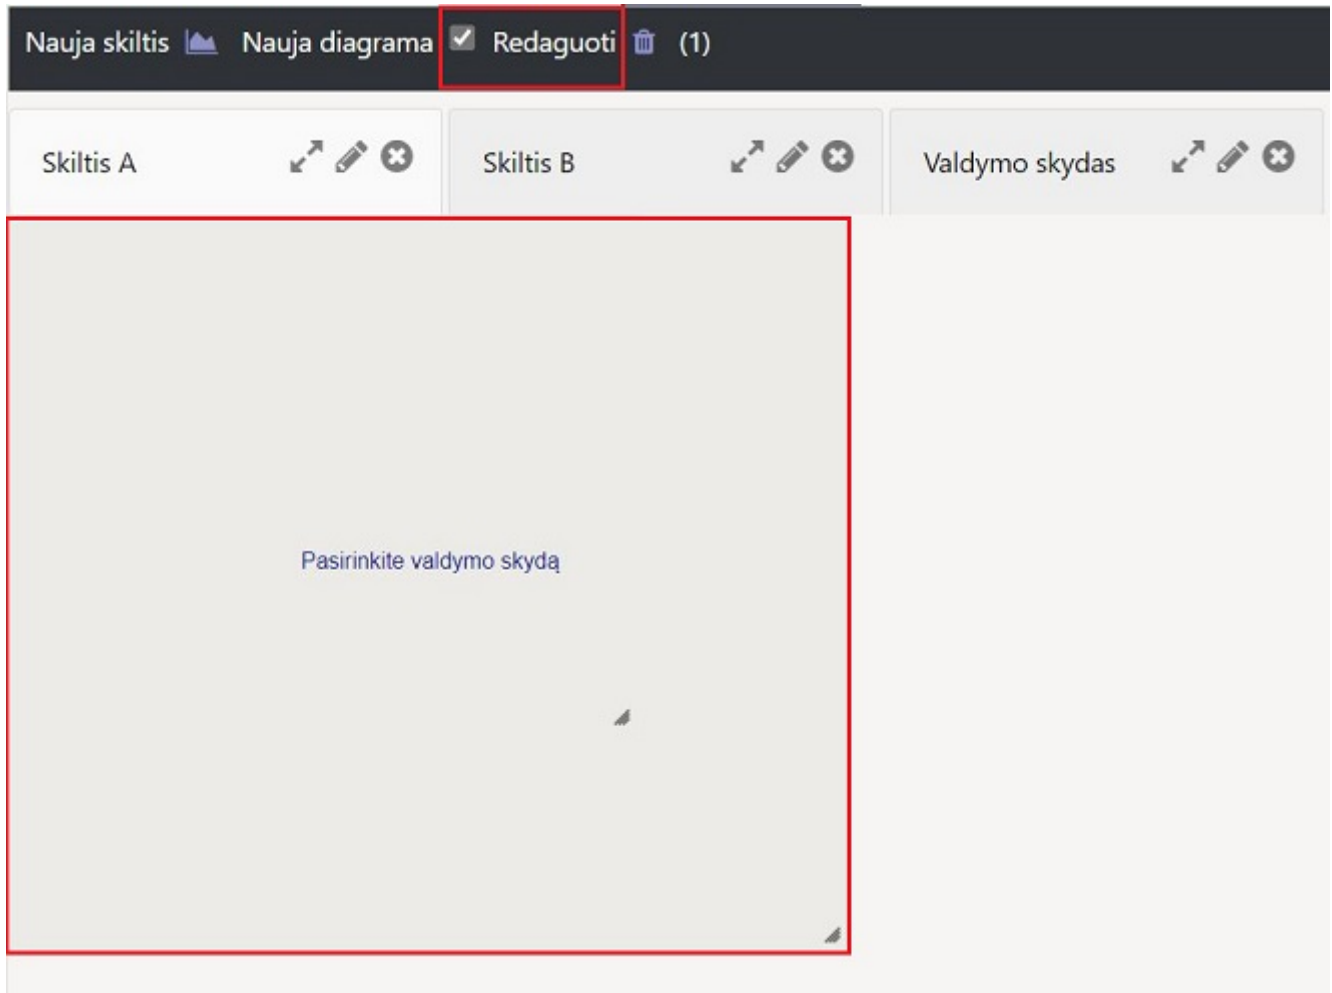 Nauja skiltis Nauja diagrama Redaguoti (1)
Skiltis A Skiltis B Valdymo skydas
Pasirinkite valdymo skydą